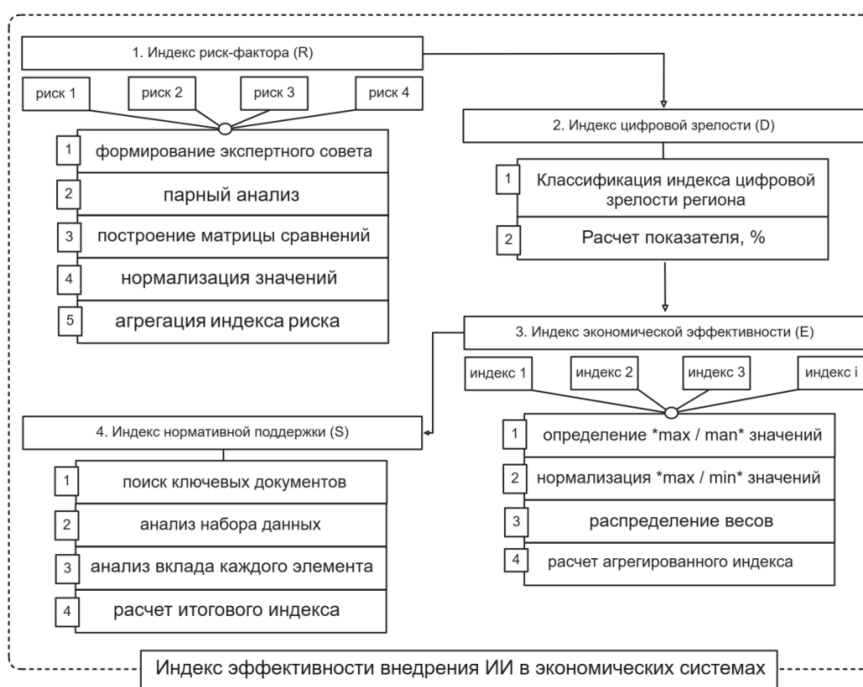 1. Индекс риск-фактора (R)
риск 1
риск 2
риск 3
риск 4
1
формирование экспертного совета
2
парный анализ
3
построение матрицы сравнений
4
нормализация значений
5
агрегация индекса риска
2. Индекс цифровой зрелости (D)
1
Классификация индекса цифровой
зрелости региона
2
Расчет показателя, %
3. Индекс экономической эффективности (E)
индекс 1
индекс 2
индекс 3
индекс i
1
определение *max / man* значений
2
нормализация *max / min* значений
3
распределение весов
4
расчет агрегированного индекса
4. Индекс нормативной поддержки (S)
1
поиск ключевых документов
2
анализ набора данных
3
анализ вклада каждого элемента
4
расчет итогового индекса
Индекс эффективности внедрения ИИ в экономических системах